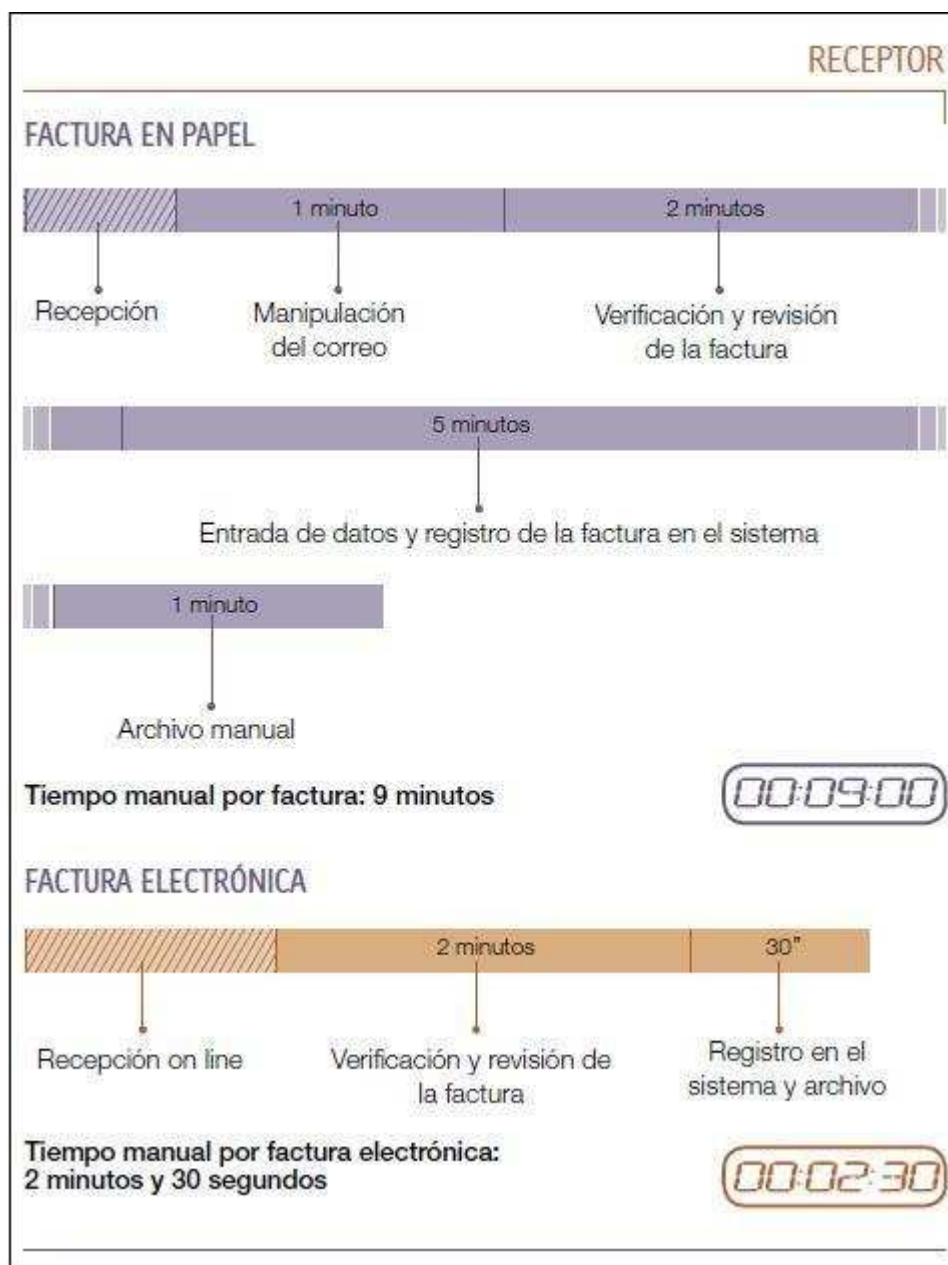 RECEPTOR
FACTURA EN PAPEL
1 minuto
2 minutos
Recepción
Manipulación
del correo
Verificación y revisión
de la factura
5 minutos
Entrada de datos y registro de la factura en el sistema
1 minuto
Archivo manual
Tiempo manual por factura: 9 minutos
00:09:00
FACTURA ELECTRÓNICA
2 minutos
30”
Recepción on line
Verificación y revisión de
la factura
Registro en el
sistema y archivo
Tiempo manual por factura electrónica:
2 minutos y 30 segundos
00:02:30